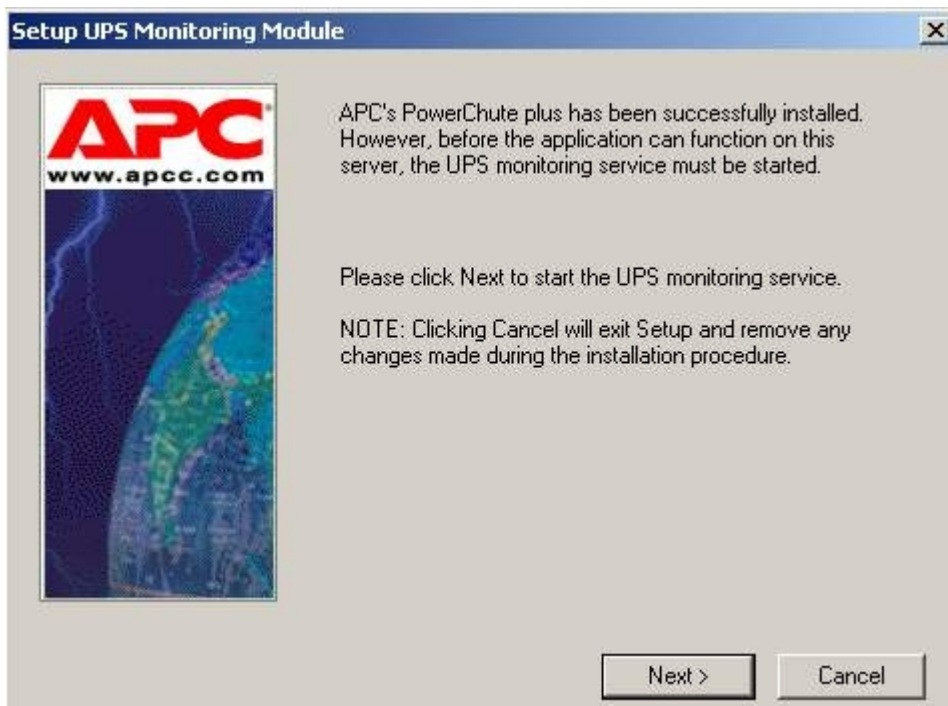 Setup UPS Monitoring Module
APC
www.apcc.com
APC's PowerChute plus has been successfully installed.
However, before the application can function on this
server, the UPS monitoring service must be started.
Please click Next to start the UPS monitoring service.
NOTE: Clicking Cancel will exit Setup and remove any
changes made during the installation procedure.
Next >
Cancel